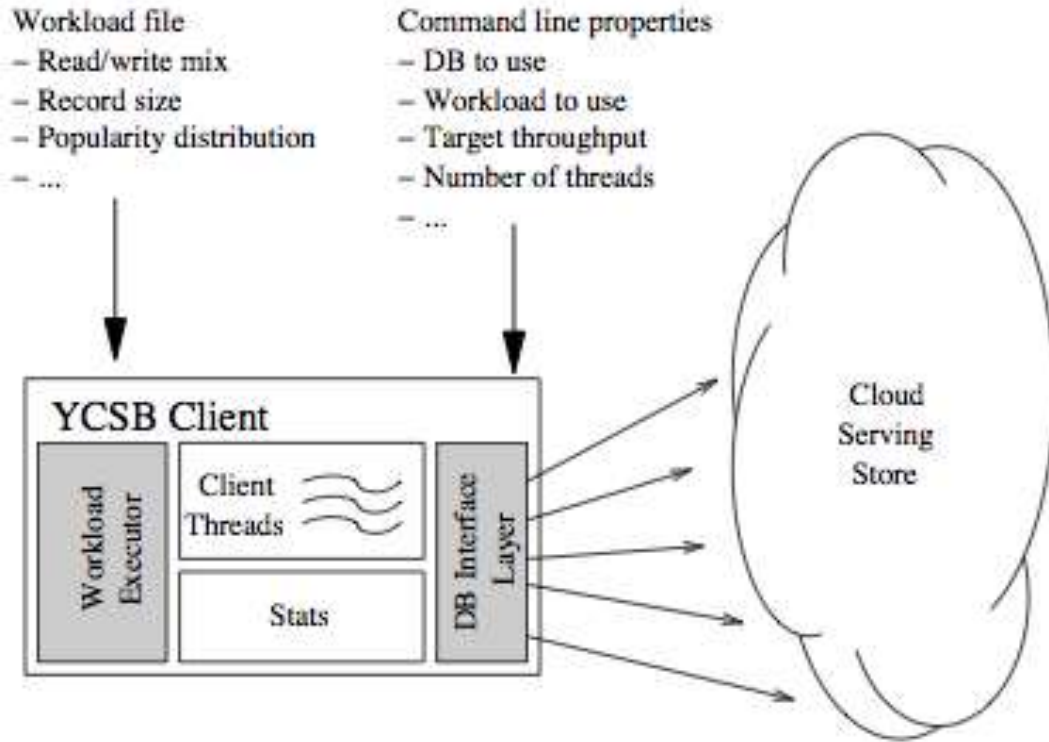 Workload file
– Read/write mix
– Record size
– Popularity distribution
– ...
Command line properties
– DB to use
– Workload to use
– Target throughput
– Number of threads
– ...
YCSB Client
Workload
Executor
Client
Threads
Stats
DB Interface
Layer
Cloud
Serving
Store